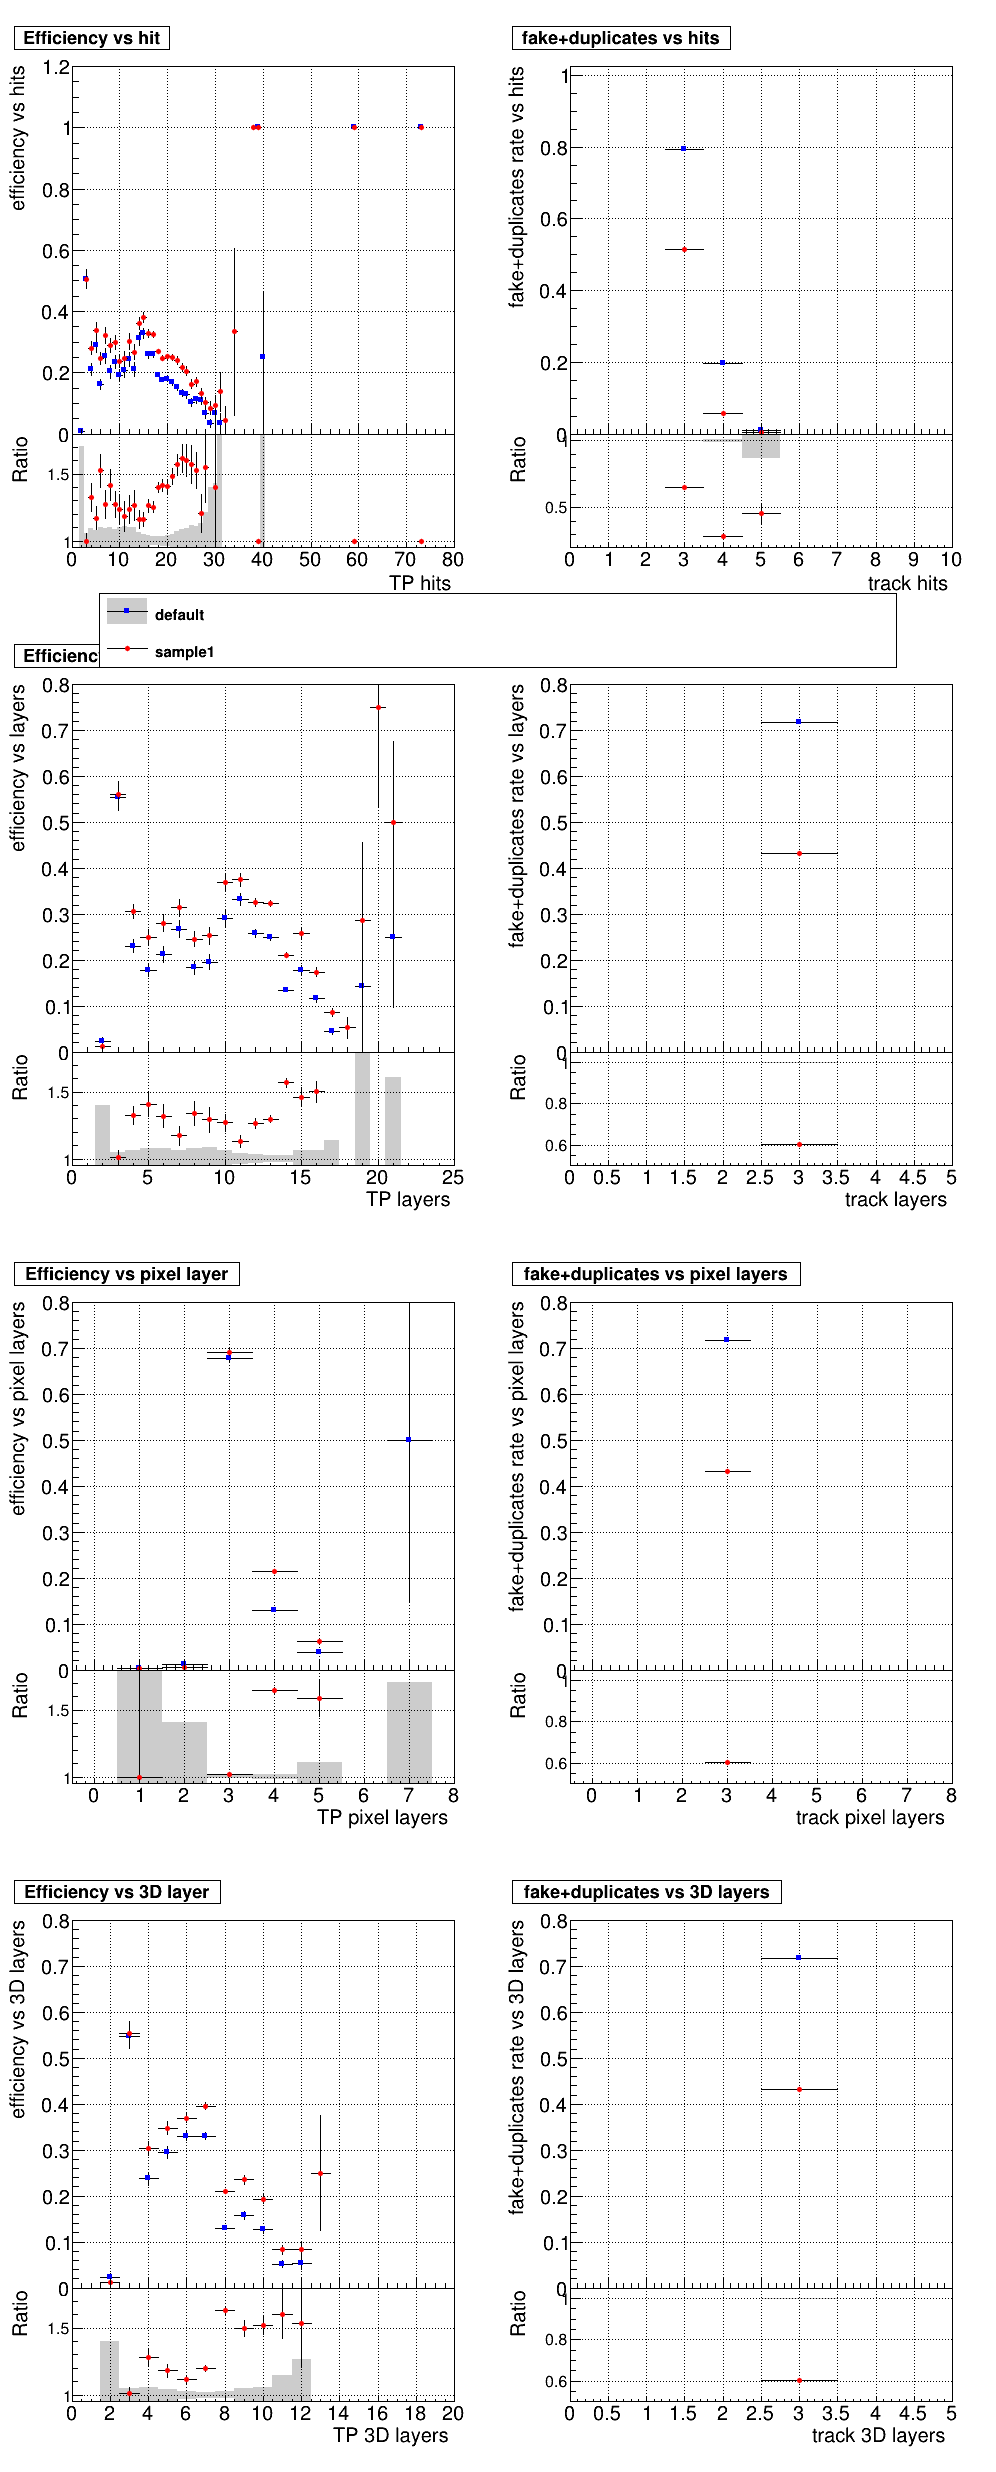 Efficiency vs hit
fake+duplicates vs hits
efficiency vs hits
1.2
1
0.8
0.6
0.4
0.2
0
Ratio
1.5
1
0 10 20 30 40 50 60 70 80
TP hits
fake+duplicates rate vs hits
1
0.8
0.6
0.4
0.2
0
Ratio
1
0.5
0 1 2 3 4 5 6 7 8 9 10
track hits
default
sample1
Efficienc
efficiency vs layers
0.8
0.7
0.6
0.5
0.4
0.3
0.2
0.1
0
Ratio
1.5
1
0 5 10 15 20 25
TP layers
fake+duplicates rate vs layers
0.8
0.7
0.6
0.5
0.4
0.3
0.2
0.1
0
Ratio
1
0.8
0.6
0 0.5 1 1.5 2 2.5 3 3.5 4 4.5 5
track layers
Efficiency vs pixel layer
fake+duplicates vs pixel layers
efficiency vs pixel layers
0.8
0.7
0.6
0.5
0.4
0.3
0.2
0.1
0
Ratio
1.5
1
0 1 2 3 4 5 6 7 8
TP pixel layers
fake+duplicates rate vs pixel layers
0.8
0.7
0.6
0.5
0.4
0.3
0.2
0.1
0
Ratio
1
0.8
0.6
0 1 2 3 4 5 6 7 8
track pixel layers
Efficiency vs 3D layer
fake+duplicates vs 3D layers
efficiency vs 3D layers
0.8
0.7
0.6
0.5
0.4
0.3
0.2
0.1
0
Ratio
1.5
1
0 2 4 6 8 10 12 14 16 18 20
TP 3D layers
fake+duplicates rate vs 3D layers
0.8
0.7
0.6
0.5
0.4
0.3
0.2
0.1
0
Ratio
1
0.8
0.6
0 0.5 1 1.5 2 2.5 3 3.5 4 4.5 5
track 3D layers